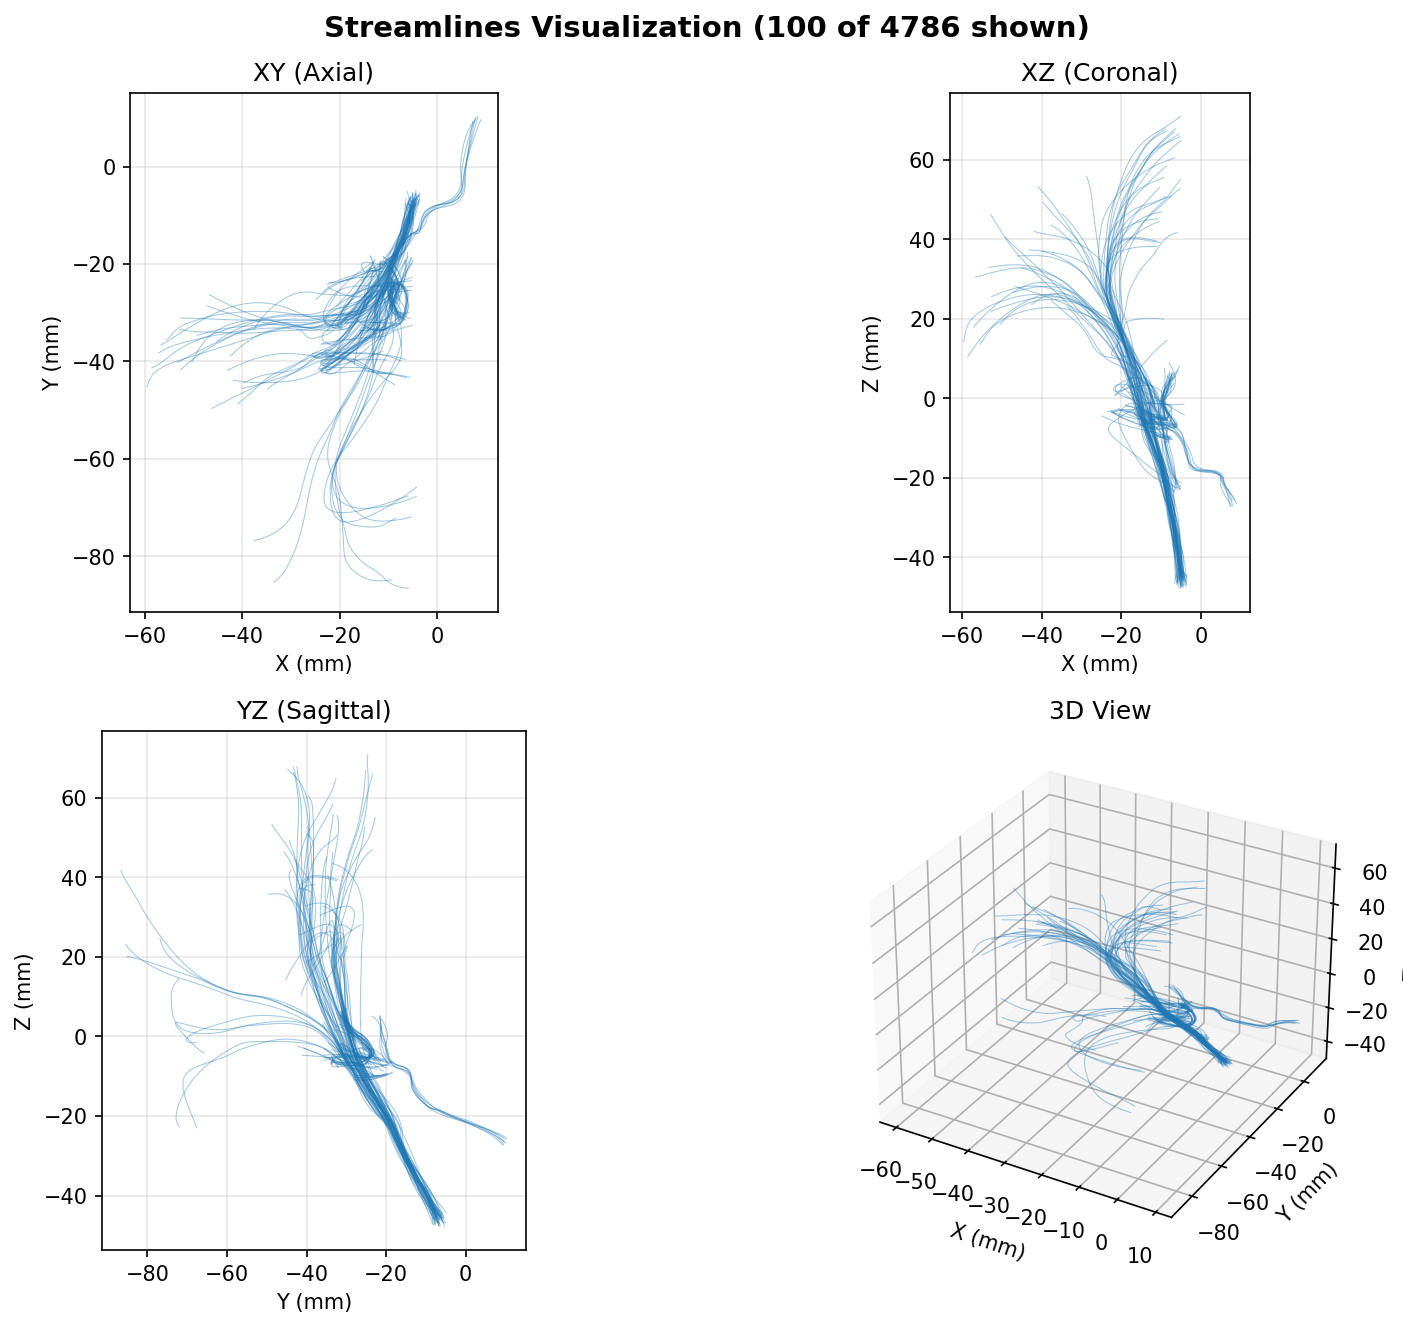 Streamlines Visualization (100 of 4786 shown)
XY (Axial)
0
−20
−40
−60
−80
Y (mm)
−60 −40 −20 0
X (mm)
XZ (Coronal)
60
40
20
0
−20
−40
Z (mm)
−60 −40 −20 0
X (mm)
YZ (Sagittal)
60
40
20
0
−20
−40
Z (mm)
−80 −60 −40 −20 0
Y (mm)
3D View
60
40
20
0
−20
−40
0
−20
−40
−60
−80
Y (mm)
−60 −50 −40 −30 −20 −10 0 10
X (mm)